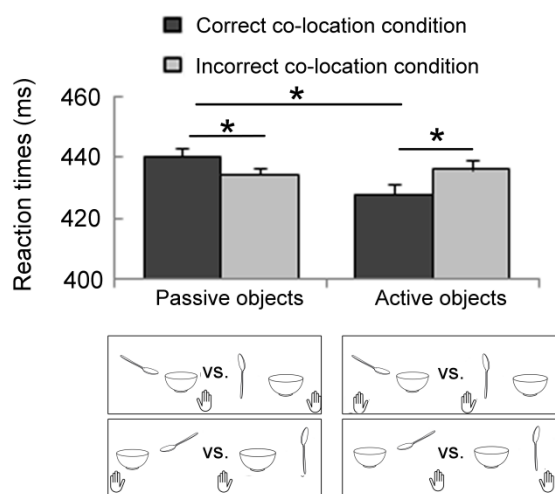 Correct co-location condition
Incorrect co-location condition
Reaction times (ms)
460
440
420
400
*
*
*
Passive objects
Active objects
vs.
vs.
vs.
vs.